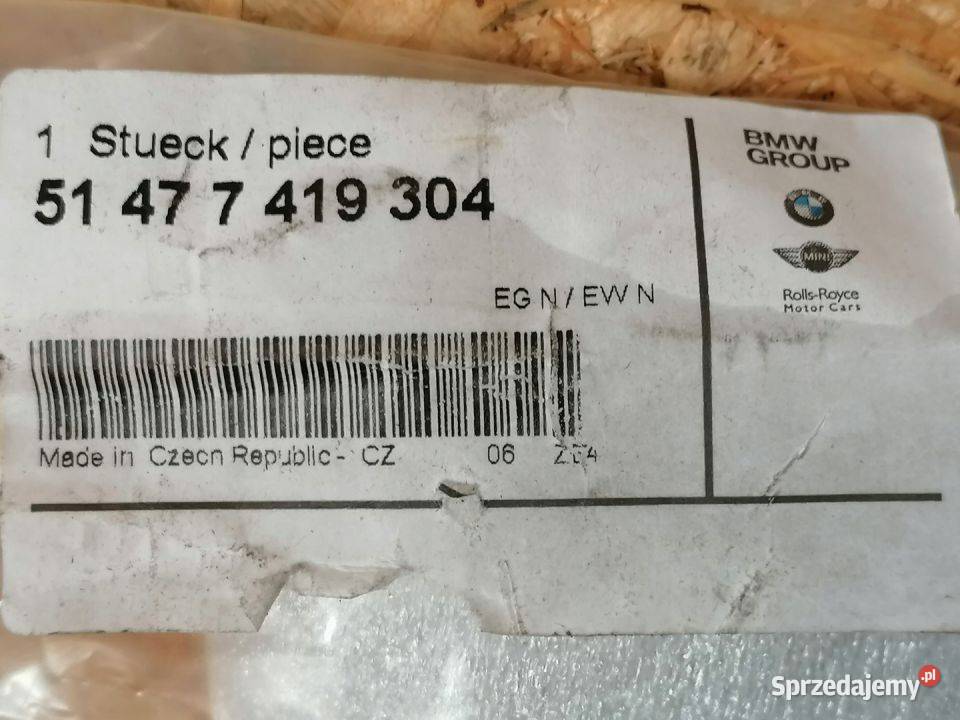 1 Stueck / piece
51 47 7 419 304
EG N / EW N
Made in Czech Republic - CZ 06
BMW
GROUP
MINI
Rolls-Royce
Motor Cars
Sprzedajemy.pl